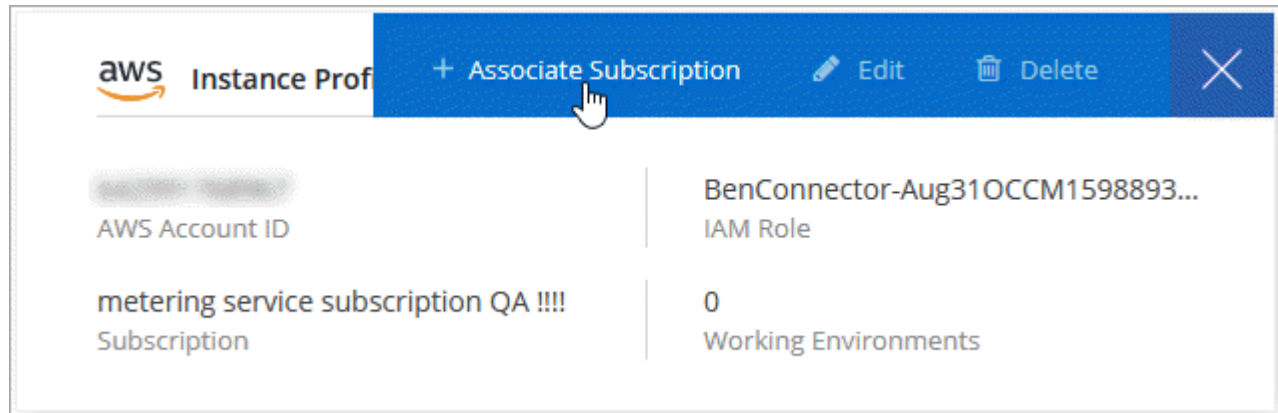 aws Instance Profi + Associate Subscription Edit Delete
BenConnector-Aug31OCCM1598893...
AWS Account ID IAM Role
metering service subscription QA !!!! 0
Subscription Working Environments